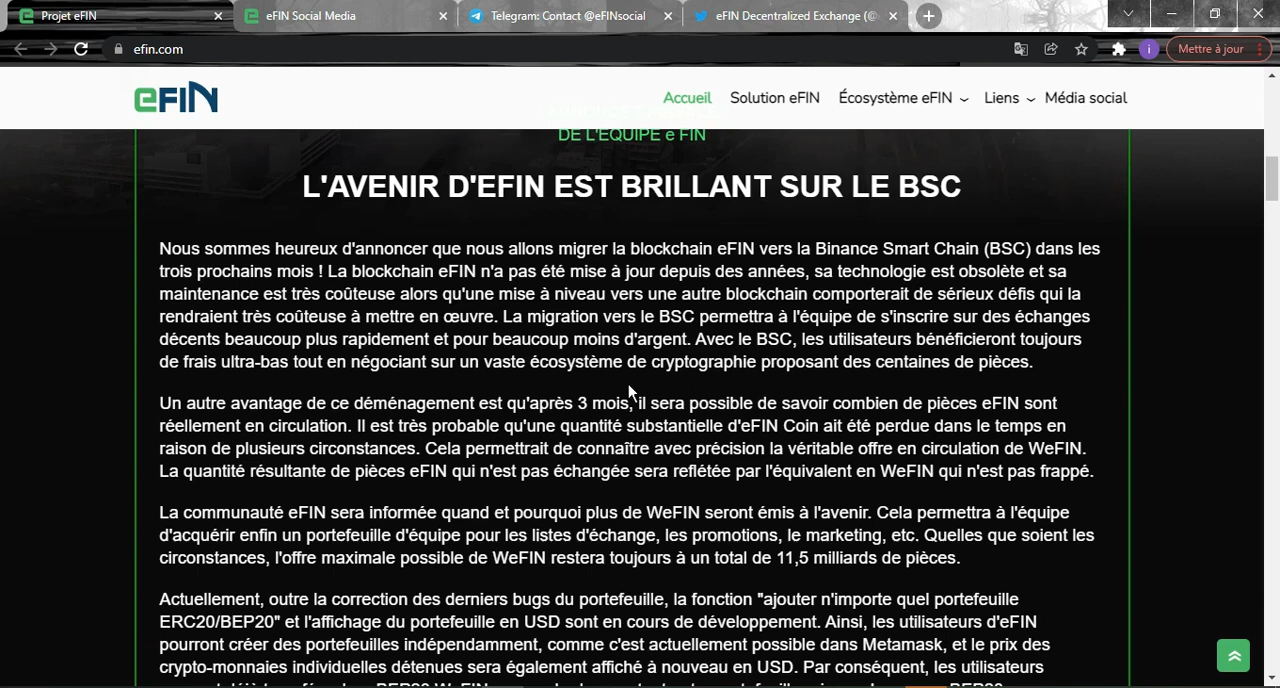 Projet eFIN
eFIN Social Media
Telegram: Contact @eFINsocial
eFIN Decentralized Exchange (@
efin.com
i
Mettre à jour
eFIN
Accueil
Solution eFIN
Écosystème eFIN
Liens
Média social
DE L'ÉQUIPE e FIN
L'AVENIR D'EFIN EST BRILLANT SUR LE BSC
Nous sommes heureux d'annoncer que nous allons migrer la blockchain eFIN vers la Binance Smart Chain (BSC) dans les
trois prochains mois ! La blockchain eFIN n'a pas été mise à jour depuis des années, sa technologie est obsolète et sa
maintenance est très coûteuse alors qu'une mise à niveau vers une autre blockchain comporterait de sérieux défis qui la
rendraient très coûteuse à mettre en œuvre. La migration vers le BSC permettra à l'équipe de s'inscrire sur des échanges
décents beaucoup plus rapidement et pour beaucoup moins d'argent. Avec le BSC, les utilisateurs bénéficieront toujours
de frais ultra-bas tout en négociant sur un vaste écosystème de cryptographie proposant des centaines de pièces.
Un autre avantage de ce déménagement est qu'après 3 mois, il sera possible de savoir combien de pièces eFIN sont
réellement en circulation. Il est très probable qu'une quantité substantielle d'eFIN Coin ait été perdue dans le temps en
raison de plusieurs circonstances. Cela permettrait de connaître avec précision la véritable offre en circulation de WeFIN.
La quantité résultante de pièces eFIN qui n'est pas échangée sera reflétée par l'équivalent en WeFIN qui n'est pas frappé.
La communauté eFIN sera informée quand et pourquoi plus de WeFIN seront émis à l'avenir. Cela permettra à l'équipe
d'acquérir enfin un portefeuille d'équipe pour les listes d'échange, les promotions, le marketing, etc. Quelles que soient les
circonstances, l'offre maximale possible de WeFIN restera toujours à un total de 11,5 milliards de pièces.
Actuellement, outre la correction des derniers bugs du portefeuille, la fonction "ajouter n'importe quel portefeuille
ERC20/BEP20" et l'affichage du portefeuille en USD sont en cours de développement. Ainsi, les utilisateurs d'eFIN
pourront créer des portefeuilles indépendamment, comme c'est actuellement possible dans Metamask, et le prix des
crypto-monnaies individuelles détenues sera également affiché à nouveau en USD. Par conséquent, les utilisateurs